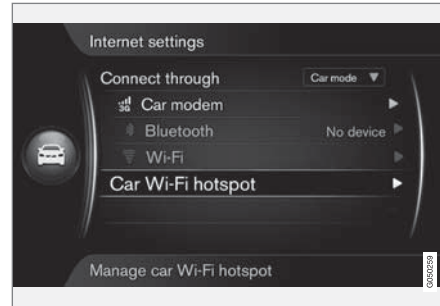 Internet settings
Connect through Car mode
3G Car modem
Bluetooth No device
Wi-Fi
Car Wi-Fi hotspot
Manage car Wi-Fi hotspot
G050259